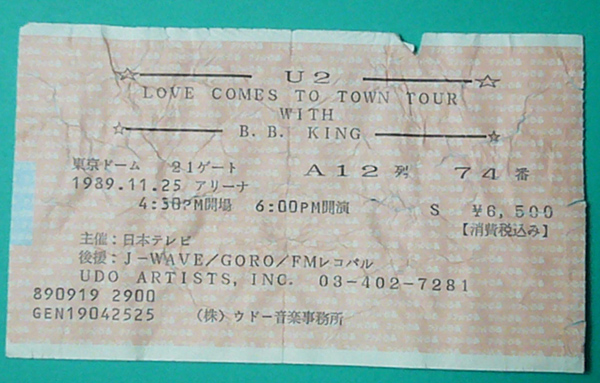 ☆ U2 ☆
LOVE COMES TO TOWN TOUR
WITH
☆ B.B. KING ☆
東京ドーム 21ゲート A12列 74番
1989.11.25 アリーナ
4:30PM開場 6:00PM開演 S ¥6,500
【消費税込み】
主催:日本テレビ
後援:J-WAVE/GORO/FMレコパル
UDO ARTISTS, INC. 03-402-7281
890919 2900
GEN19042525 (株)ウドー音楽事務所